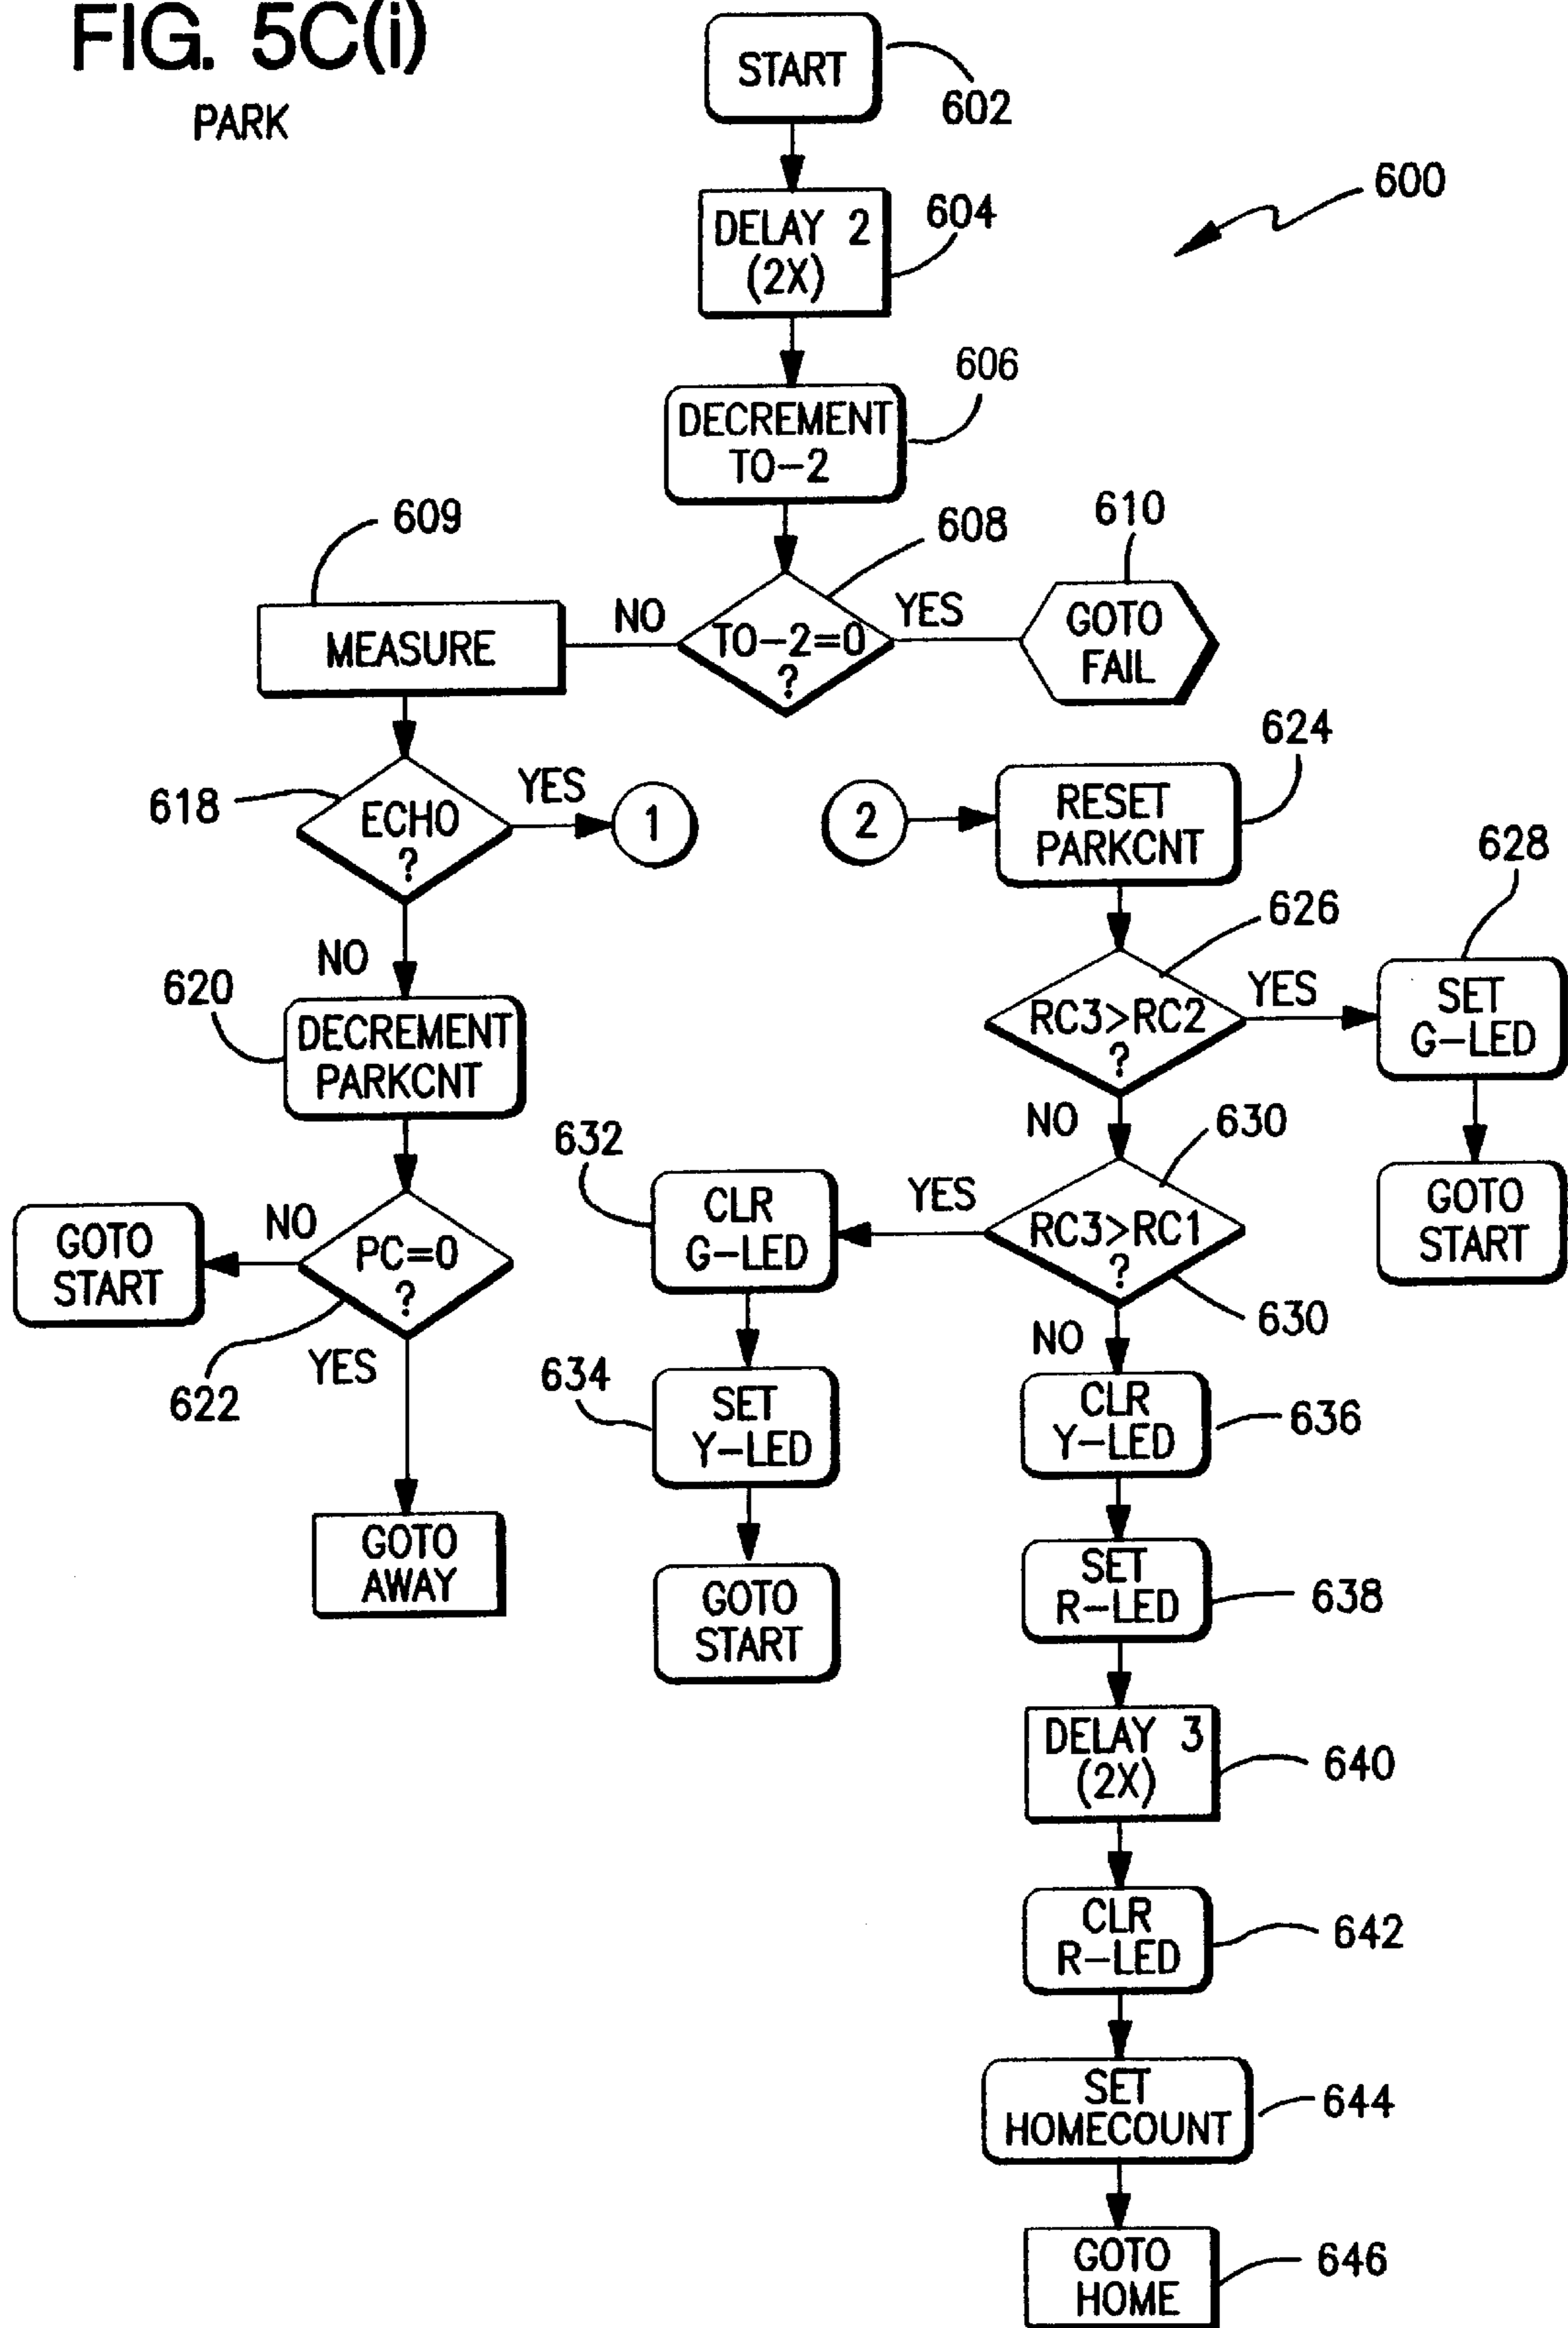 FIG. 5C(i)
PARK
START
602
600
DELAY 2
(2X)
604
606
DECREMENT
TO-2
609
608
610
MEASURE
NO
TO-2=0
?
YES
GOTO
FAIL
618
ECHO
?
YES
1
2
RESET
PARKCNT
624
628
NO
626
620
DECREMENT
PARKCNT
RC3>RC2
?
YES
SET
G-LED
NO
632
630
GOTO
START
NO
PC=0
?
CLR
G-LED
YES
RC3>RC1
?
GOTO
START
622
YES
630
NO
634
SET
Y-LED
CLR
Y-LED
636
GOTO
AWAY
GOTO
START
SET
R-LED
638
DELAY 3
(2X)
640
CLR
R-LED
642
SET
HOMECOUNT
644
GOTO
HOME
646